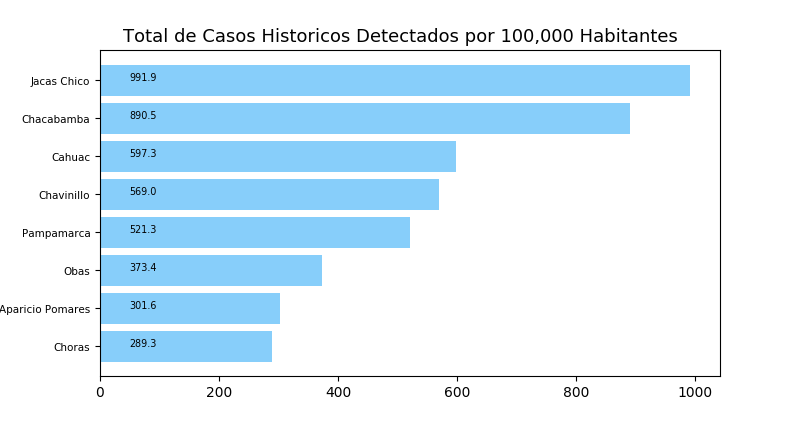 Total de Casos Historicos Detectados por 100,000 Habitantes
Jacas Chico 991.9
Chacabamba 890.5
Cahuac 597.3
Chavinillo 569.0
Pampamarca 521.3
Obas 373.4
Aparicio Pomares 301.6
Choras 289.3
0 200 400 600 800 1000